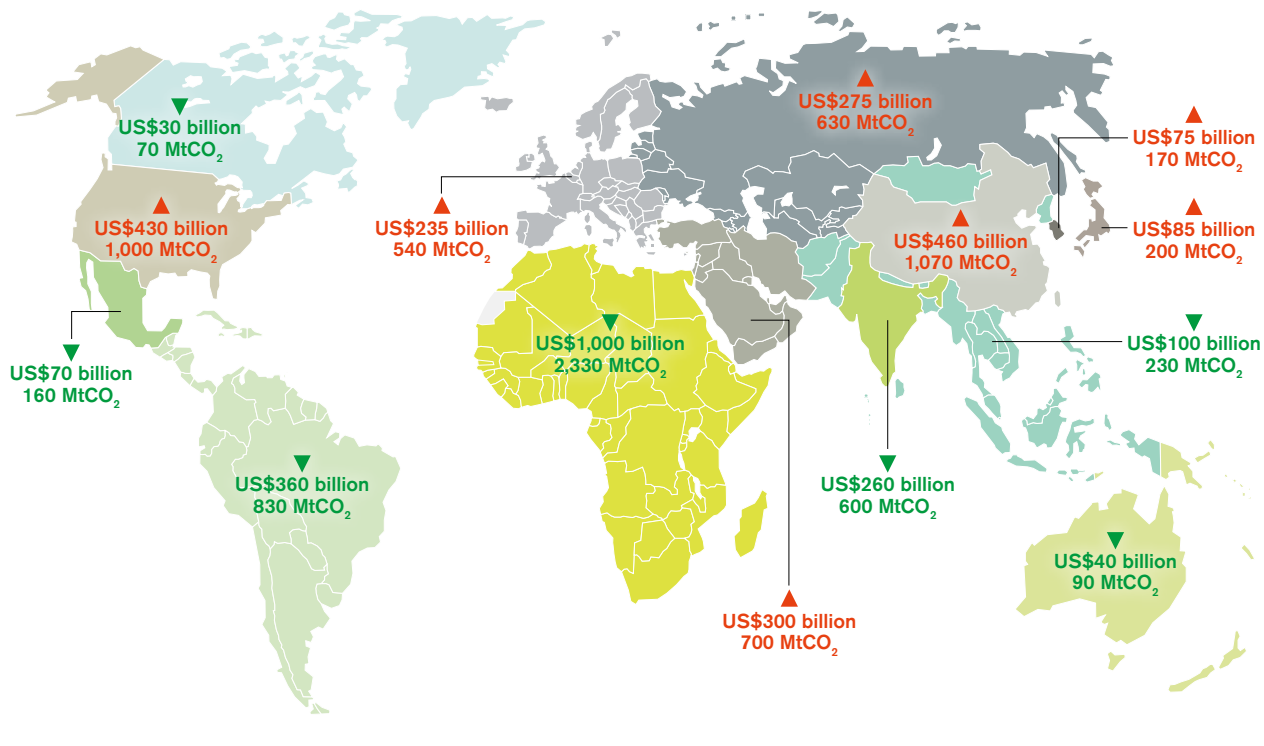 US$30 billion
70 MtCO₂
US$430 billion
1,000 MtCO₂
US$70 billion
160 MtCO₂
US$360 billion
830 MtCO₂
US$235 billion
540 MtCO₂
US$1,000 billion
2,330 MtCO₂
US$300 billion
700 MtCO₂
US$275 billion
630 MtCO₂
US$460 billion
1,070 MtCO₂
US$260 billion
600 MtCO₂
US$75 billion
170 MtCO₂
US$85 billion
200 MtCO₂
US$100 billion
230 MtCO₂
US$40 billion
90 MtCO₂